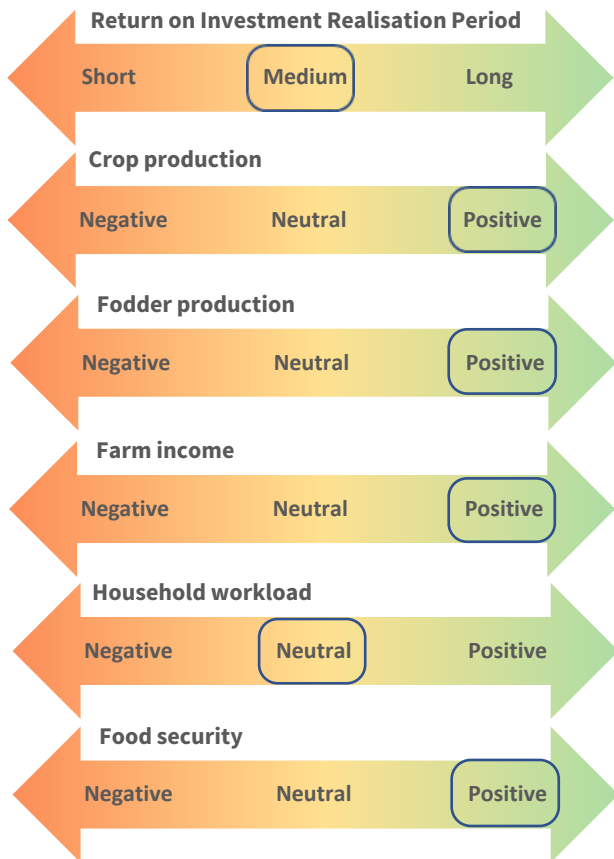 Return on Investment Realisation Period
Short Medium Long
Crop production
Negative Neutral Positive
Fodder production
Negative Neutral Positive
Farm income
Negative Neutral Positive
Household workload
Negative Neutral Positive
Food security
Negative Neutral Positive